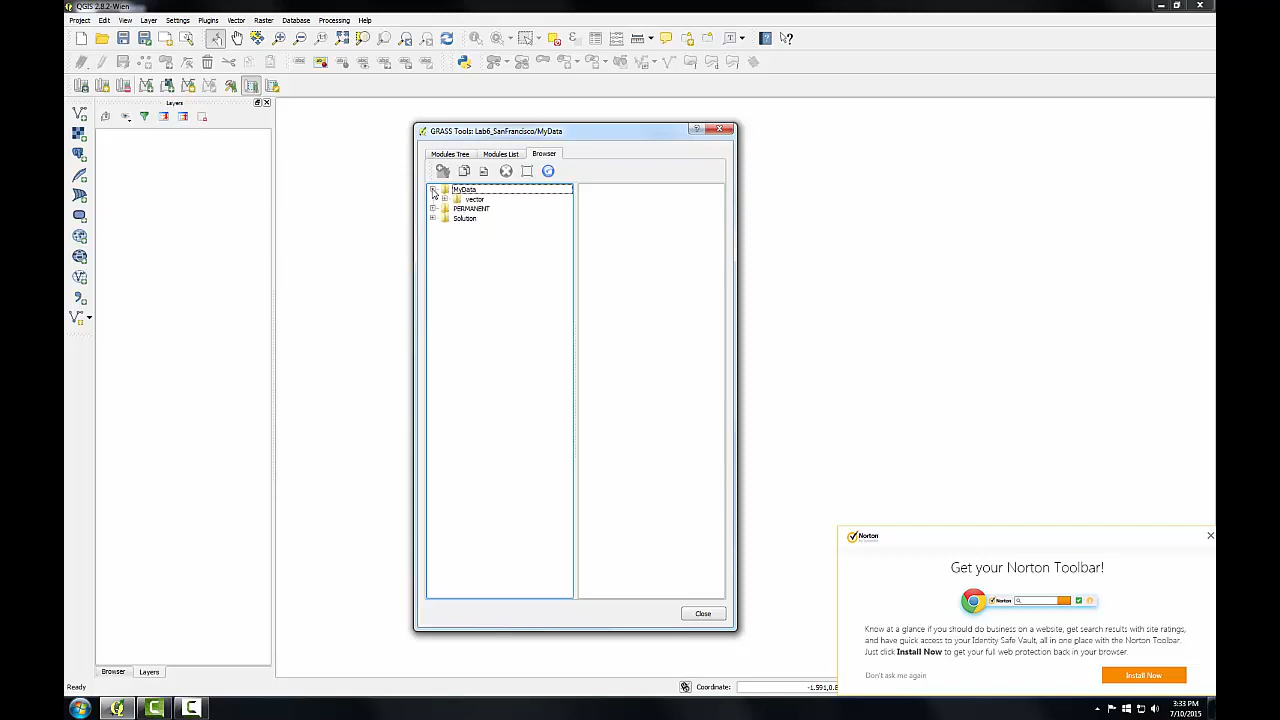 QGIS 2.8.2-Wien
Project Edit View Layer Settings Plugins Vector Raster Database Processing Help
Layers
GRASS Tools: Lab6_SanFrancisco/MyData
Modules Tree Modules List Browser
MyData
vector
PERMANENT
Solution
Close
Norton
Get your Norton Toolbar!
Norton
Know at a glance if you should do business on a website, get search results with site ratings,
and have quick access to your Identity Safe Vault, all in one place with the Norton Toolbar.
Just click Install Now to get your full web protection back in your browser.
Don't ask me again
Install Now
Browser Layers
Ready
Coordinate:
-1.591,0.8
3:33 PM
7/10/2015